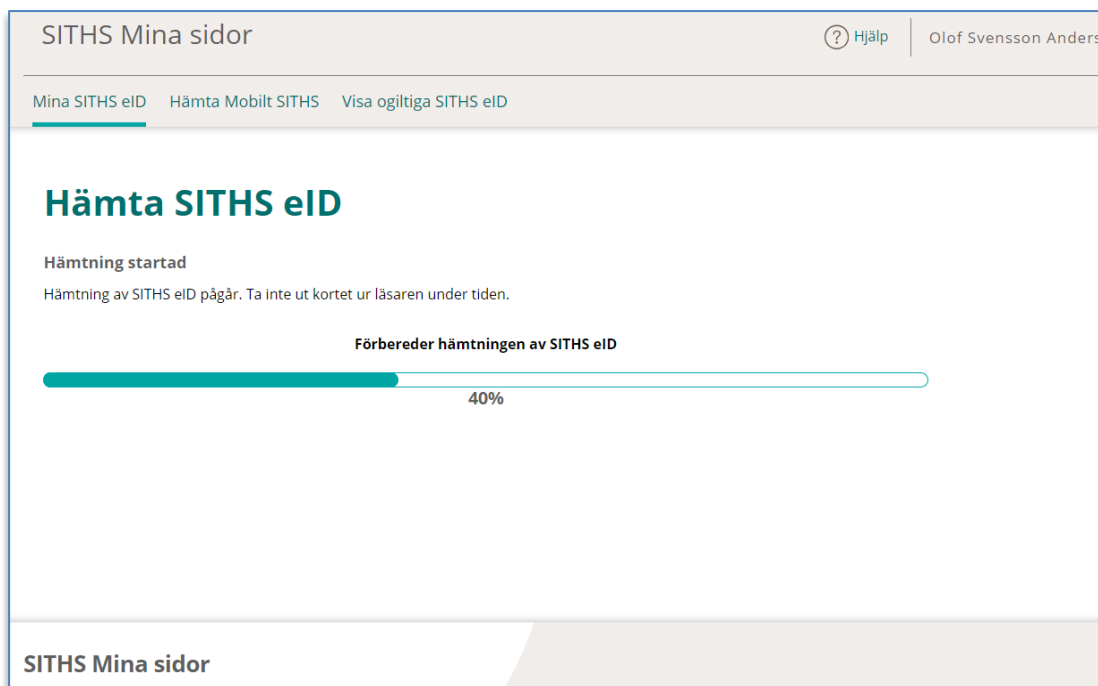 SITHS Mina sidor
? Hjälp
Olof Svensson Anders
Mina SITHS eID Hämta Mobilt SITHS Visa ogiltiga SITHS eID
Hämta SITHS eID
Hämtning startad
Hämtning av SITHS eID pågår. Ta inte ut kortet ur läsaren under tiden.
Förbereder hämtningen av SITHS eID
40%
SITHS Mina sidor